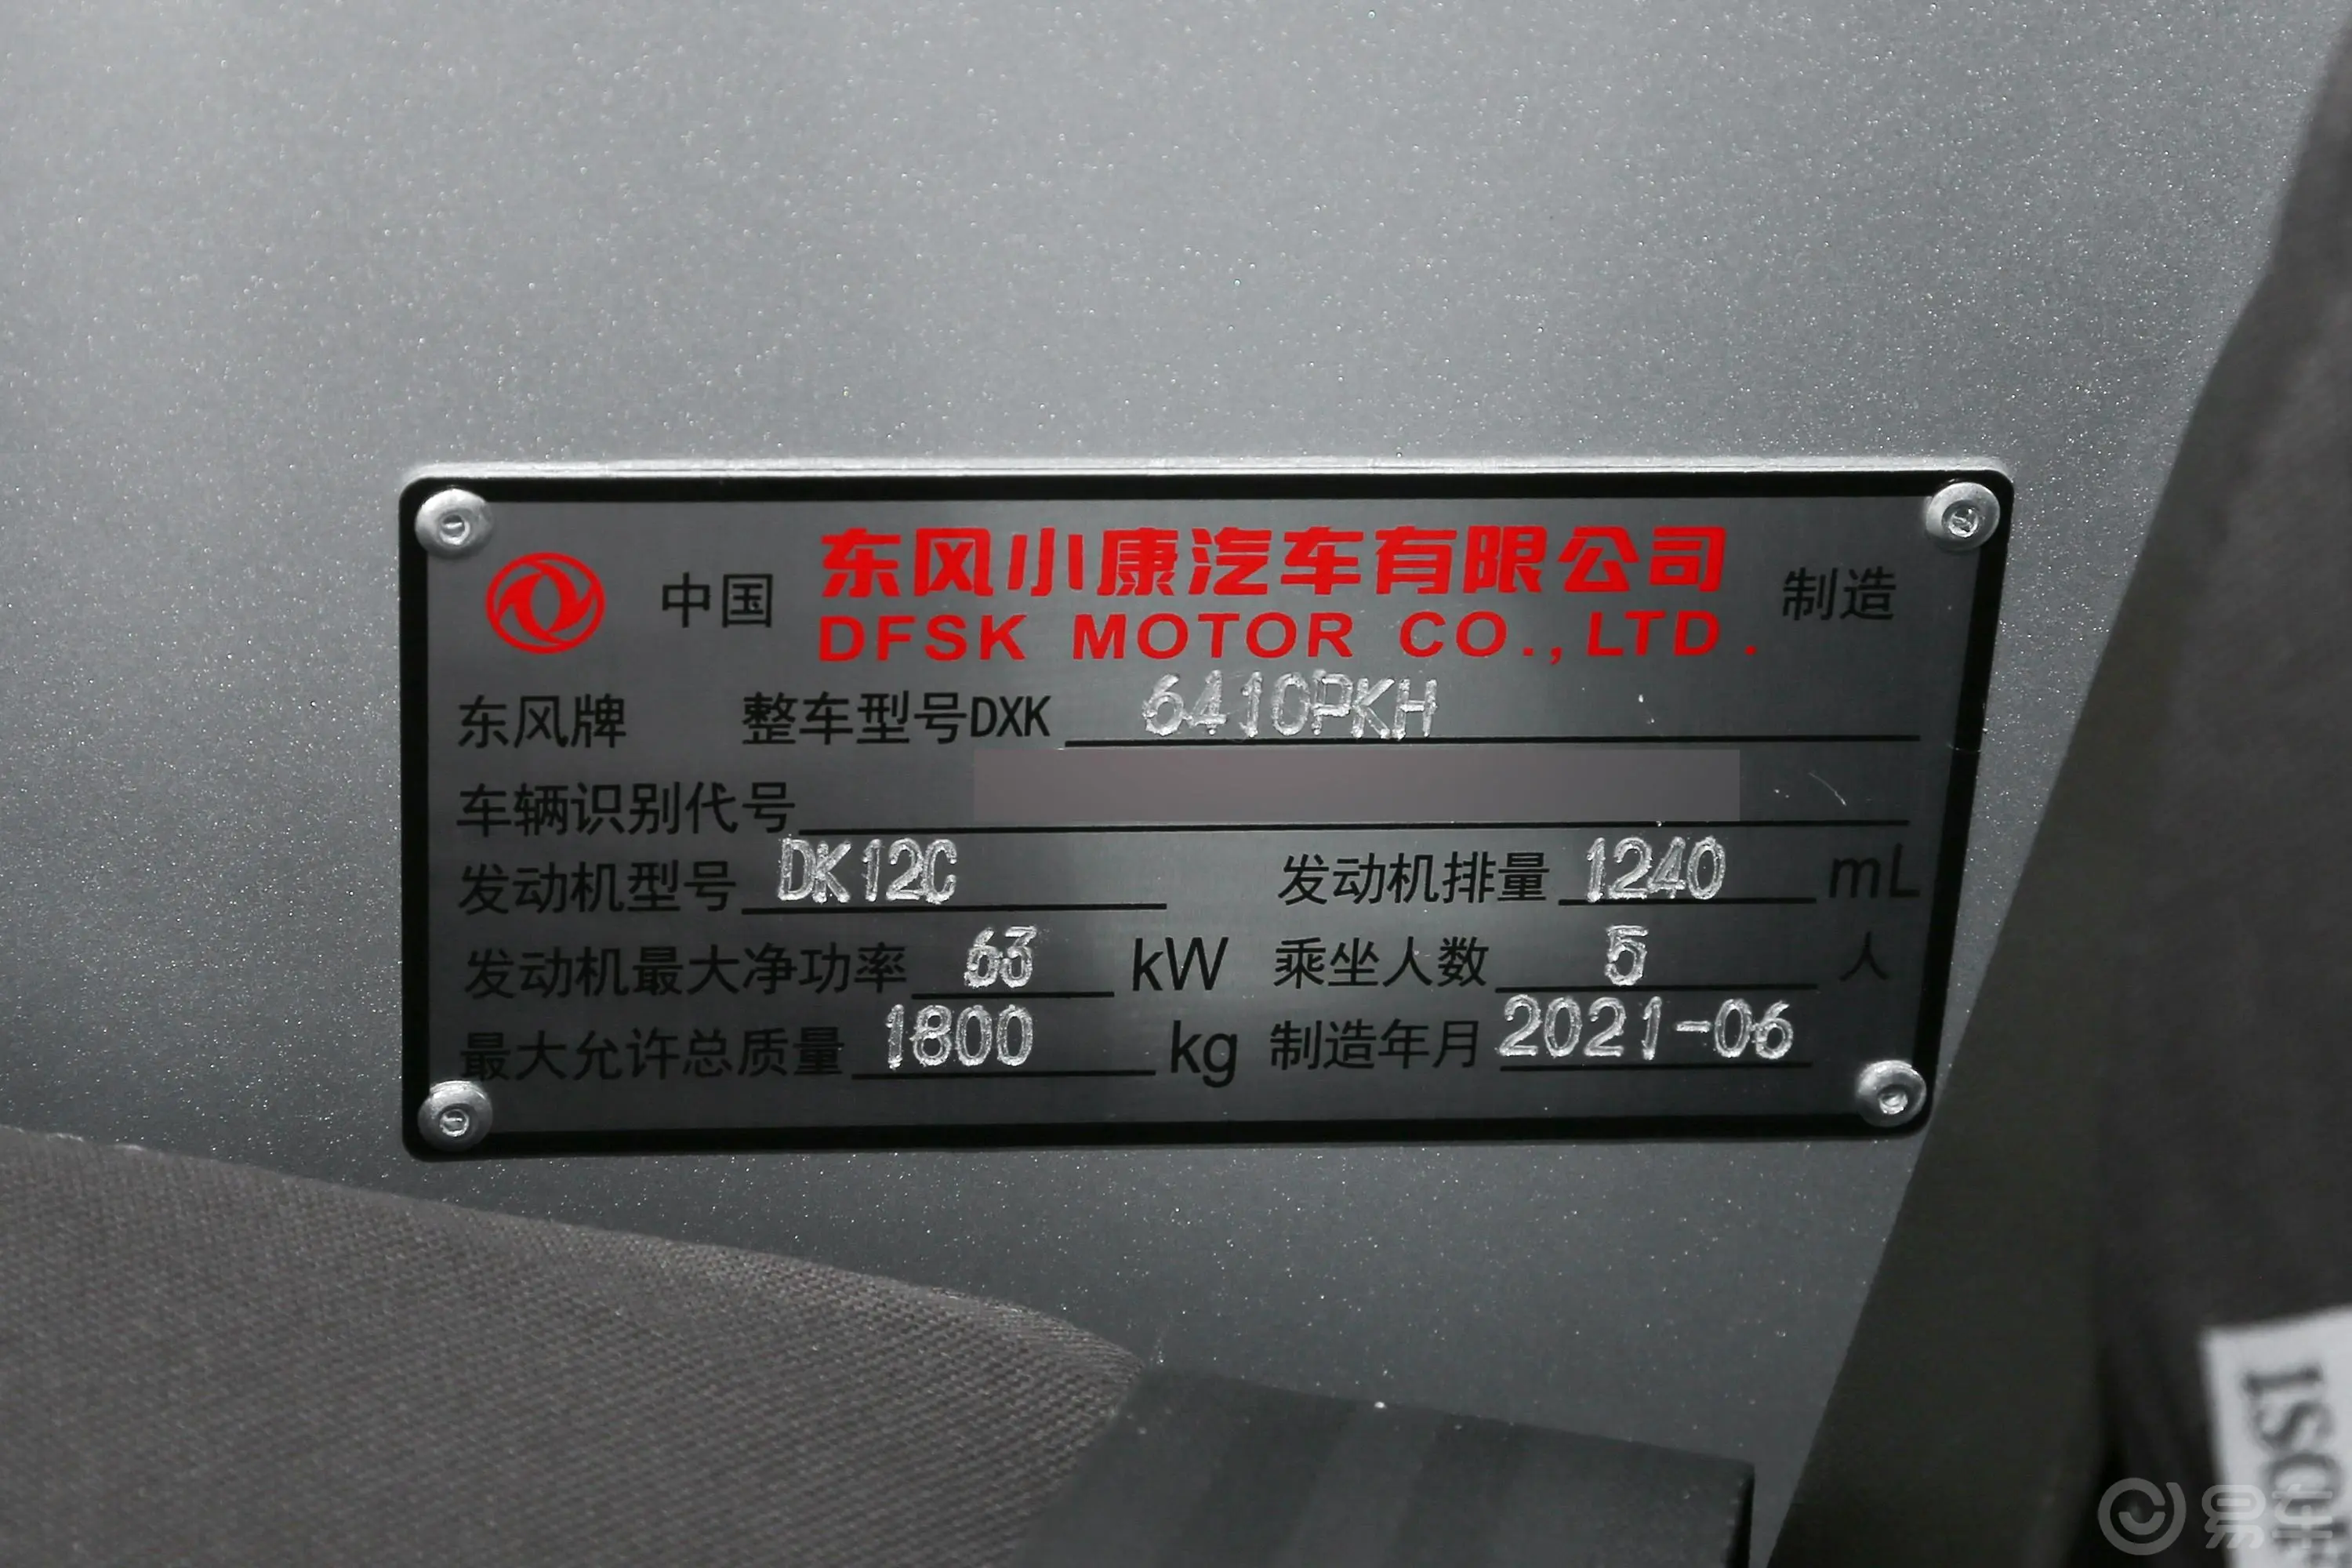 中国 东风小康汽车有限公司 制造
DFSK MOTOR CO.,LTD.
东风牌 整车型号DXK 6410PKH
车辆识别代号
发动机型号 DK12C 发动机排量 1240 mL
发动机最大净功率 63 kW 乘坐人数 5 人
最大允许总质量 1800 kg 制造年月 2021-06
ISOF
易车